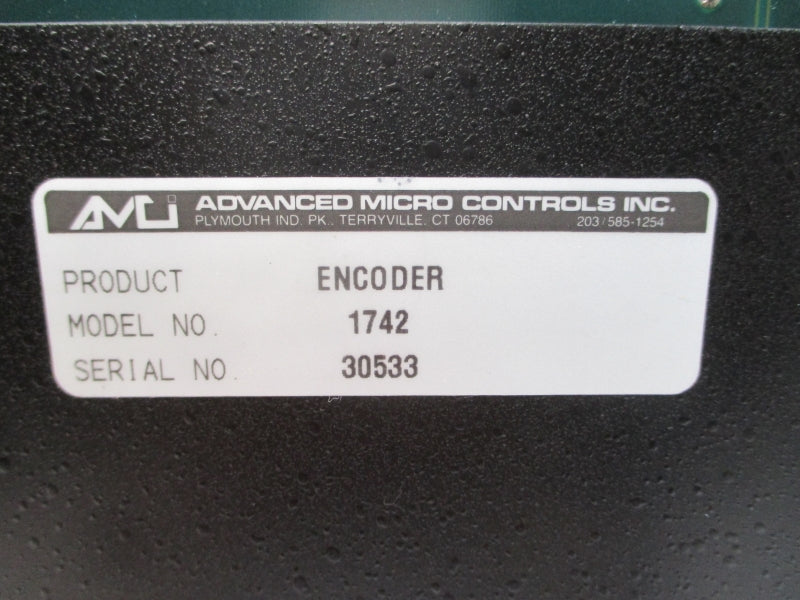 AMCi ADVANCED MICRO CONTROLS INC.
PLYMOUTH IND. PK., TERRYVILLE, CT 06786 203/585-1254
PRODUCT ENCODER
MODEL NO. 1742
SERIAL NO. 30533